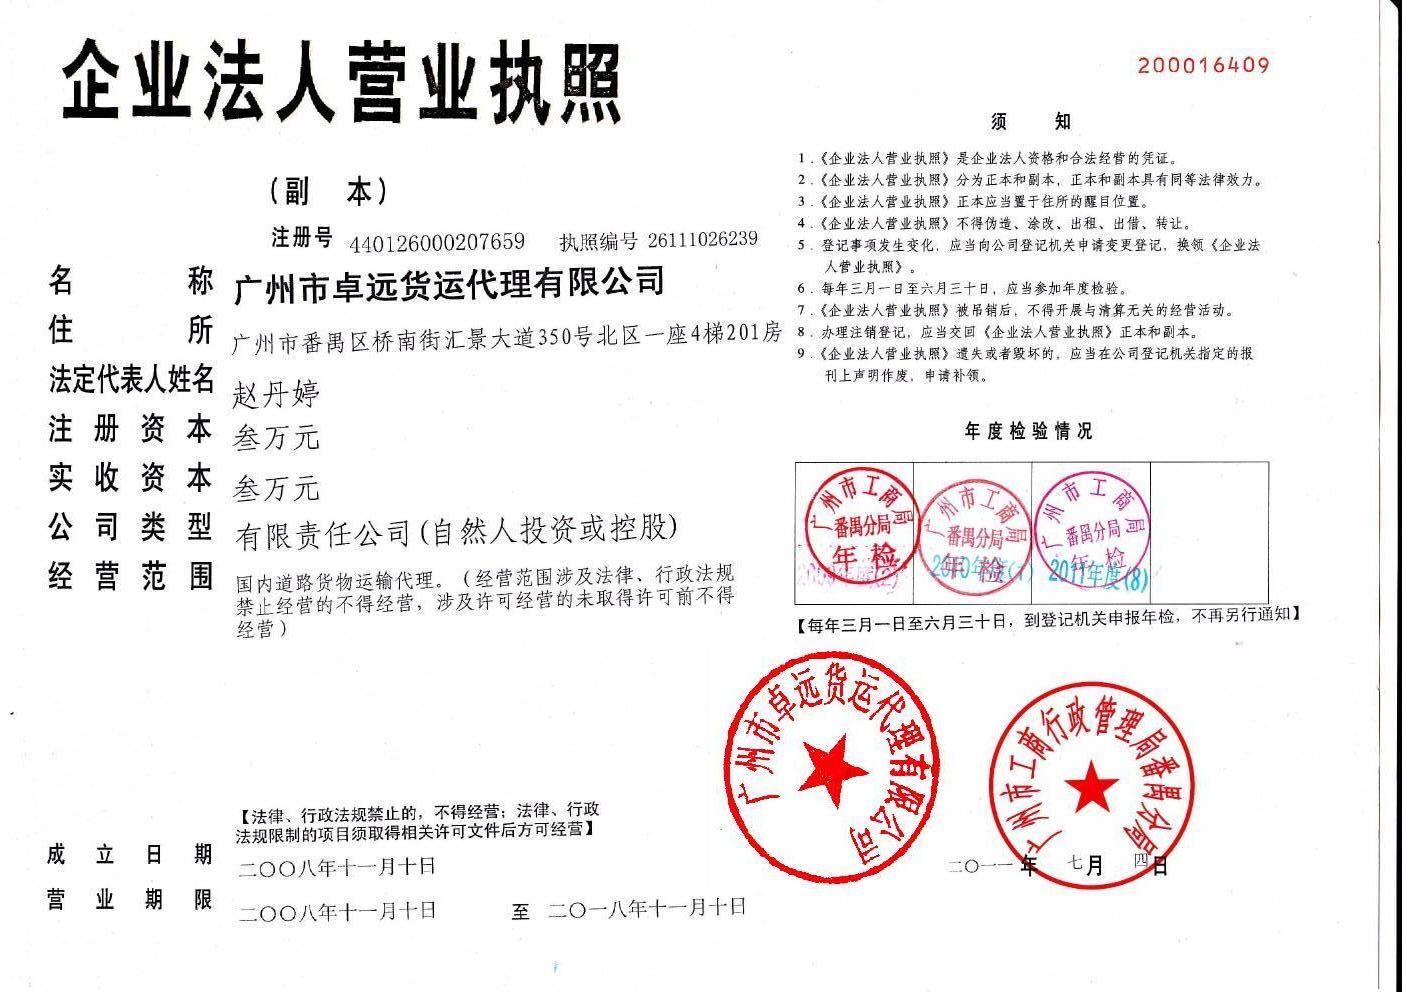 企业法人营业执照
（副 本）
注册号 440126000207659 执照编号 26111026239
名称 广州市卓远货运代理有限公司
住所 广州市番禺区桥南街汇景大道350号北区一座4梯201房
法定代表人姓名 赵丹婷
注册资本 叁万元
实收资本 叁万元
公司类型 有限责任公司(自然人投资或控股)
经营范围 国内道路货物运输代理。（经营范围涉及法律、行政法规
禁止经营的不得经营，涉及许可经营的未取得许可前不得
经营）
【法律、行政法规禁止的，不得经营；法律、行政
法规限制的项目须取得相关许可文件后方可经营】
成立日期 二〇〇八年十一月十日
营业期限 二〇〇八年十一月十日 至 二〇一八年十一月十日
200016409
须 知
1．《企业法人营业执照》是企业法人资格和合法经营的凭证。
2．《企业法人营业执照》分为正本和副本，正本和副本具有同等法律效力。
3．《企业法人营业执照》正本应当置于住所的醒目位置。
4．《企业法人营业执照》不得伪造、涂改、出租、出借、转让。
5．登记事项发生变化，应当向公司登记机关申请变更登记，换领《企业法
人营业执照》。
6．每年三月一日至六月三十日，应当参加年度检验。
7．《企业法人营业执照》被吊销后，不得开展与清算无关的经营活动。
8．办理注销登记，应当交回《企业法人营业执照》正本和副本。
9．《企业法人营业执照》遗失或者毁坏的，应当在公司登记机关指定的报
刊上声明作废，申请补领。
年度检验情况
广州市工商局
番禺分局
年检
2009年度(2)
广州市工商局
番禺分局
年检
2010年度(1)
广州市工商局
番禺分局
年检
2011年度(8)
【每年三月一日至六月三十日，到登记机关申报年检，不再另行通知】
广州市卓远货运代理有限公司
广州市工商行政管理局番禺分局
二〇一一年七月四日